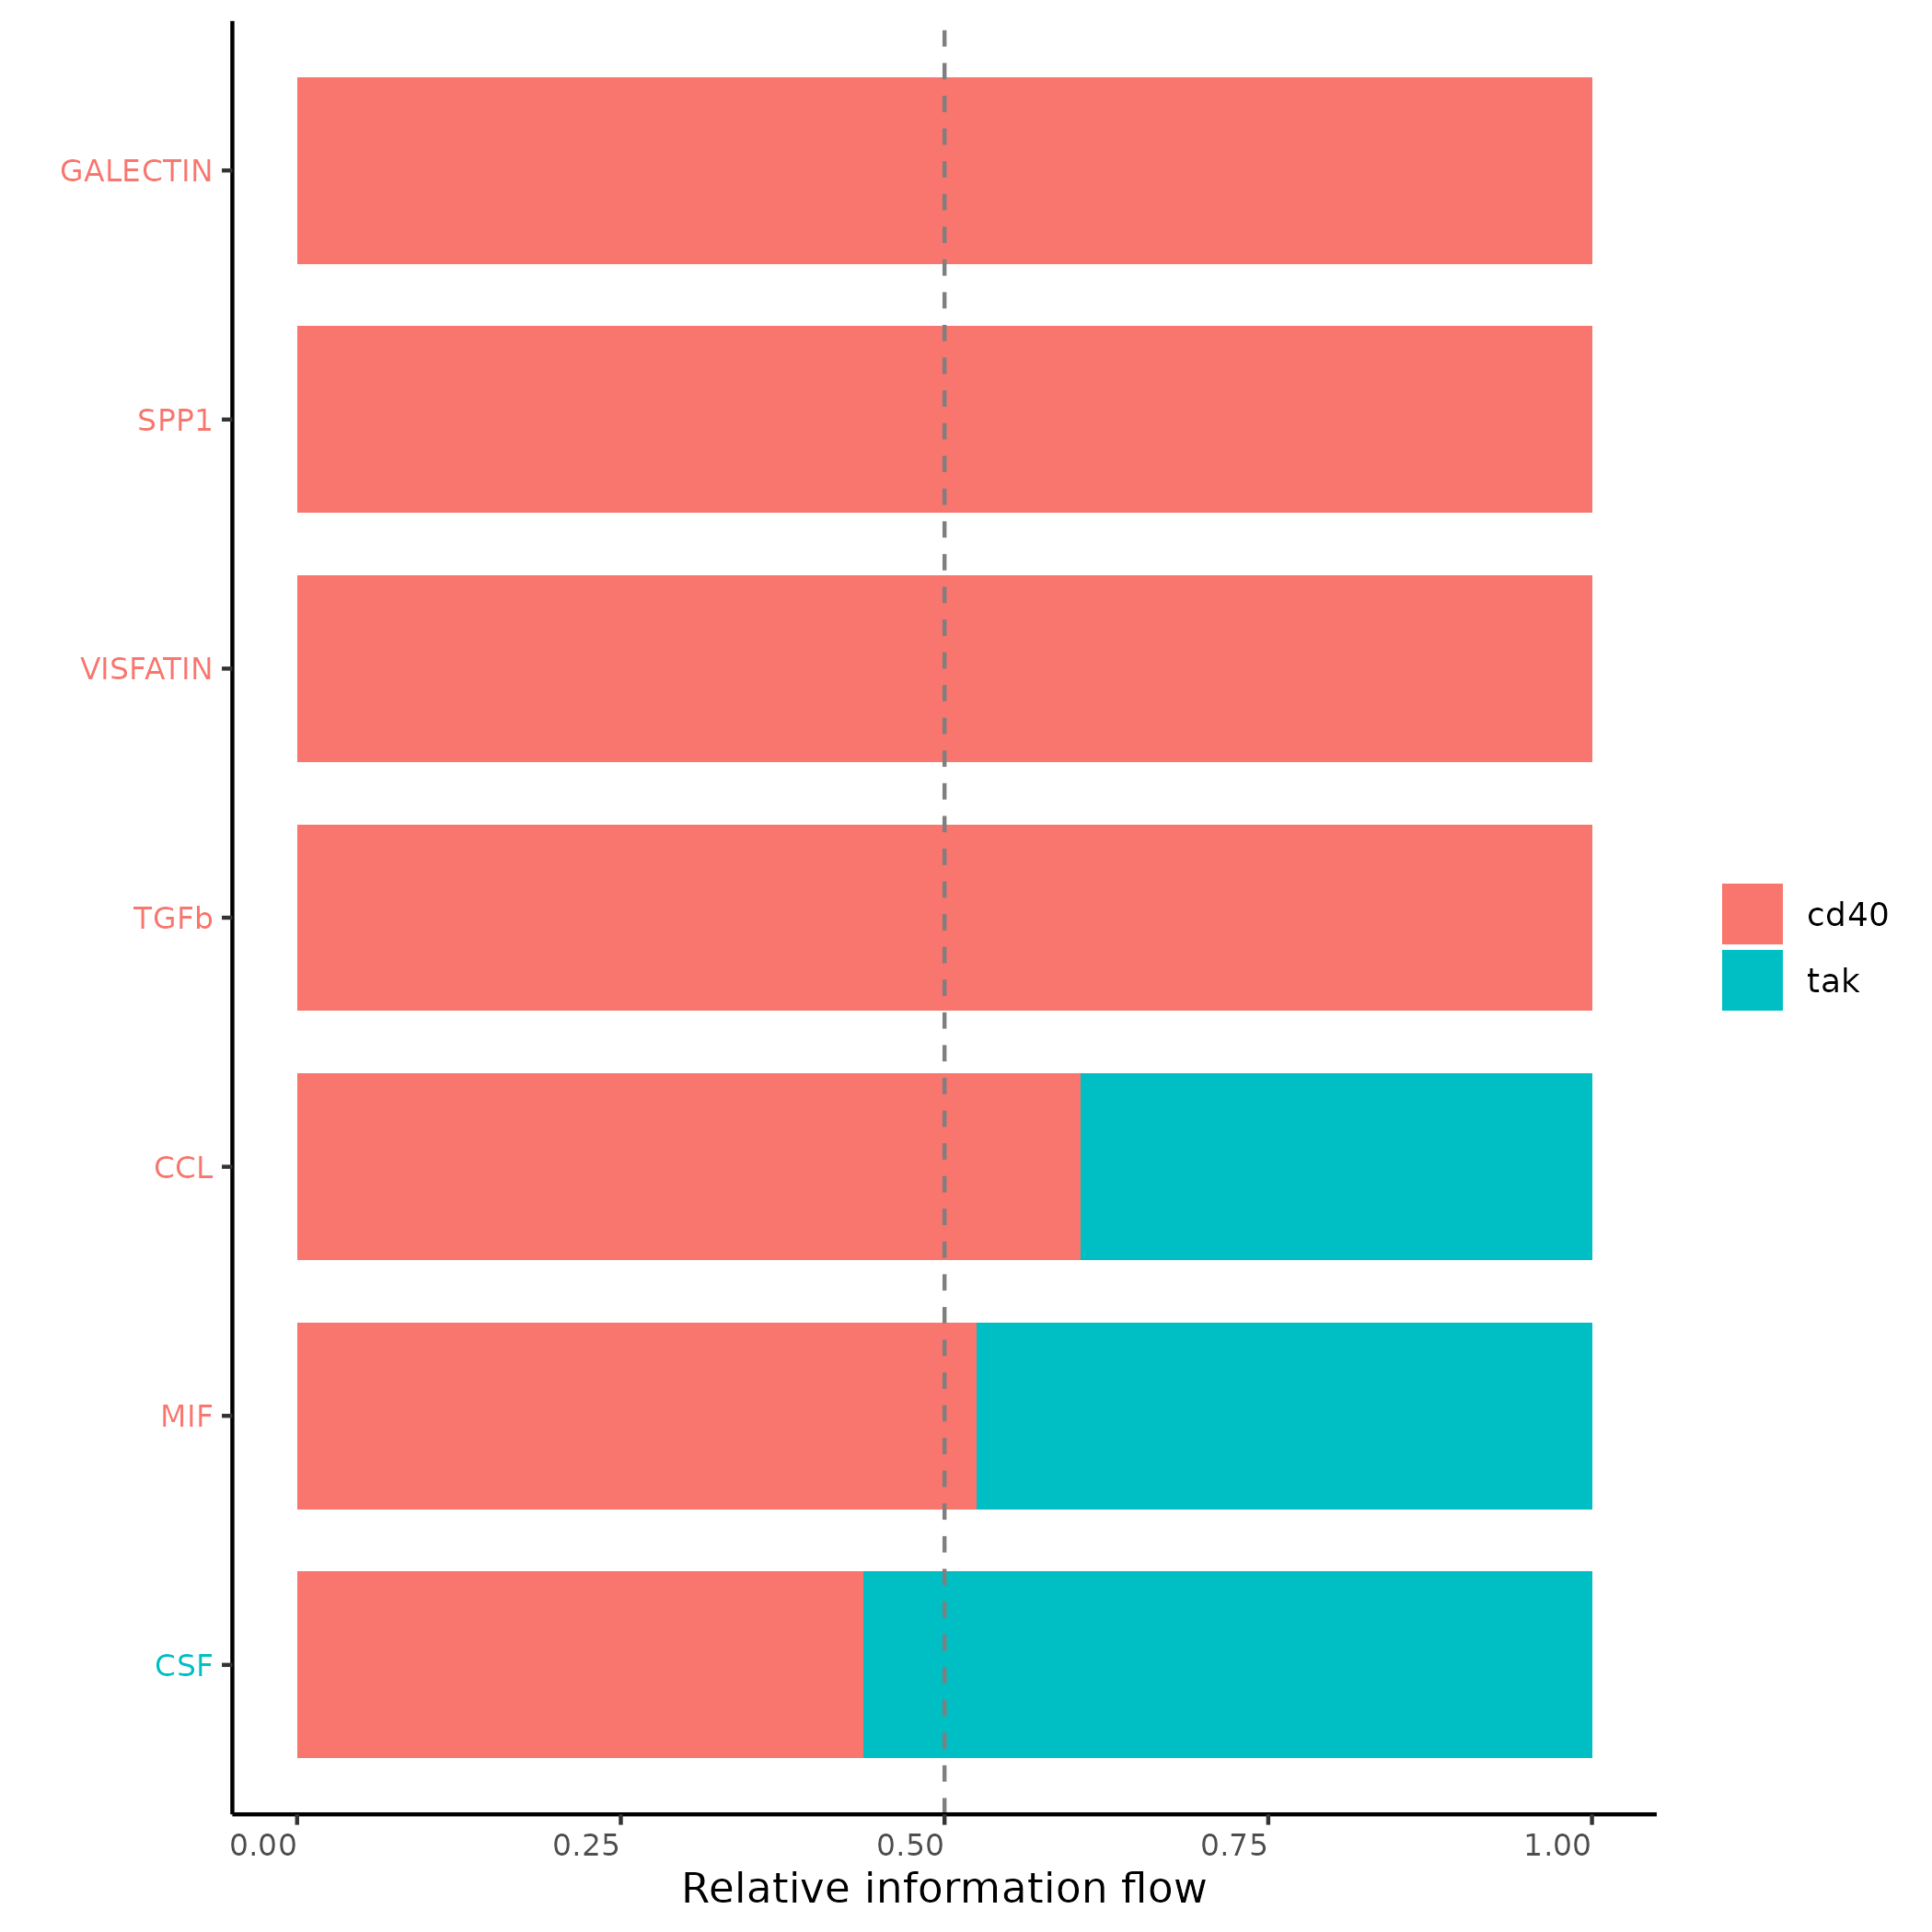 GALECTIN
SPP1
VISFATIN
TGFb
CCL
MIF
CSF
0.00 0.25 0.50 0.75 1.00
Relative information flow
cd40
tak